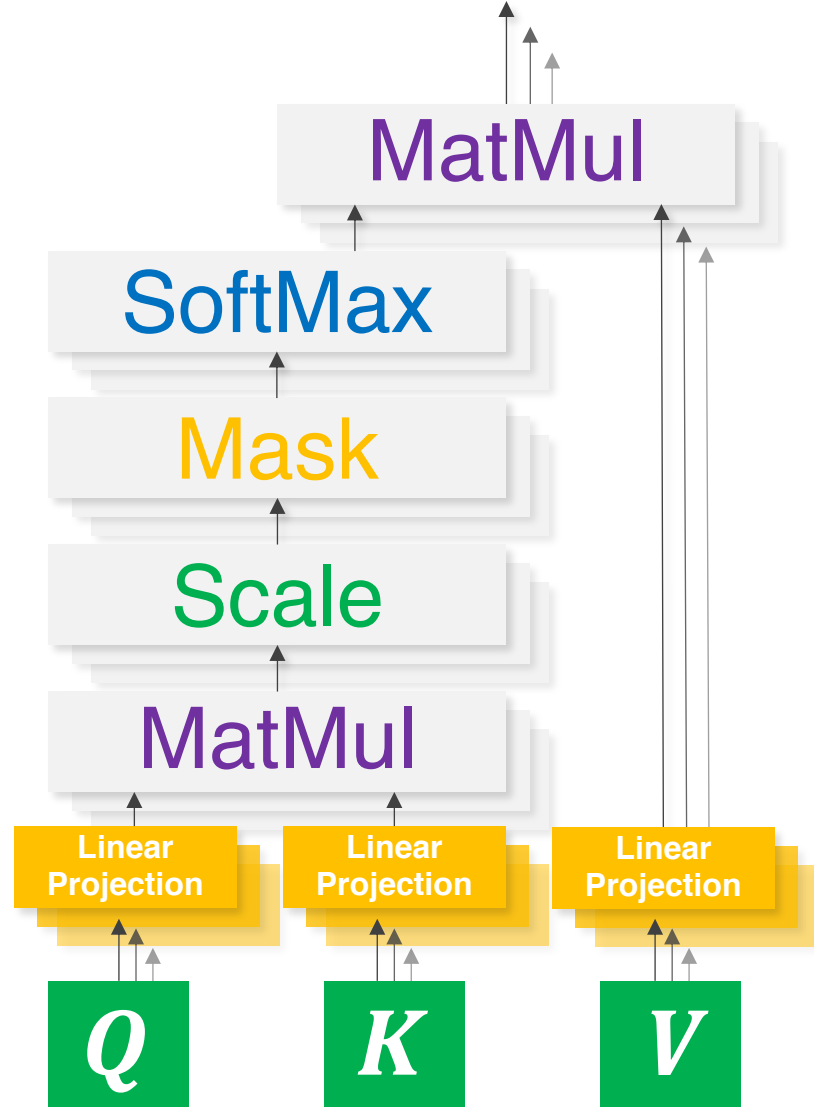 MatMul
SoftMax
Mask
Scale
MatMul
Linear
Projection
Linear
Projection
Linear
Projection
Q
K
V